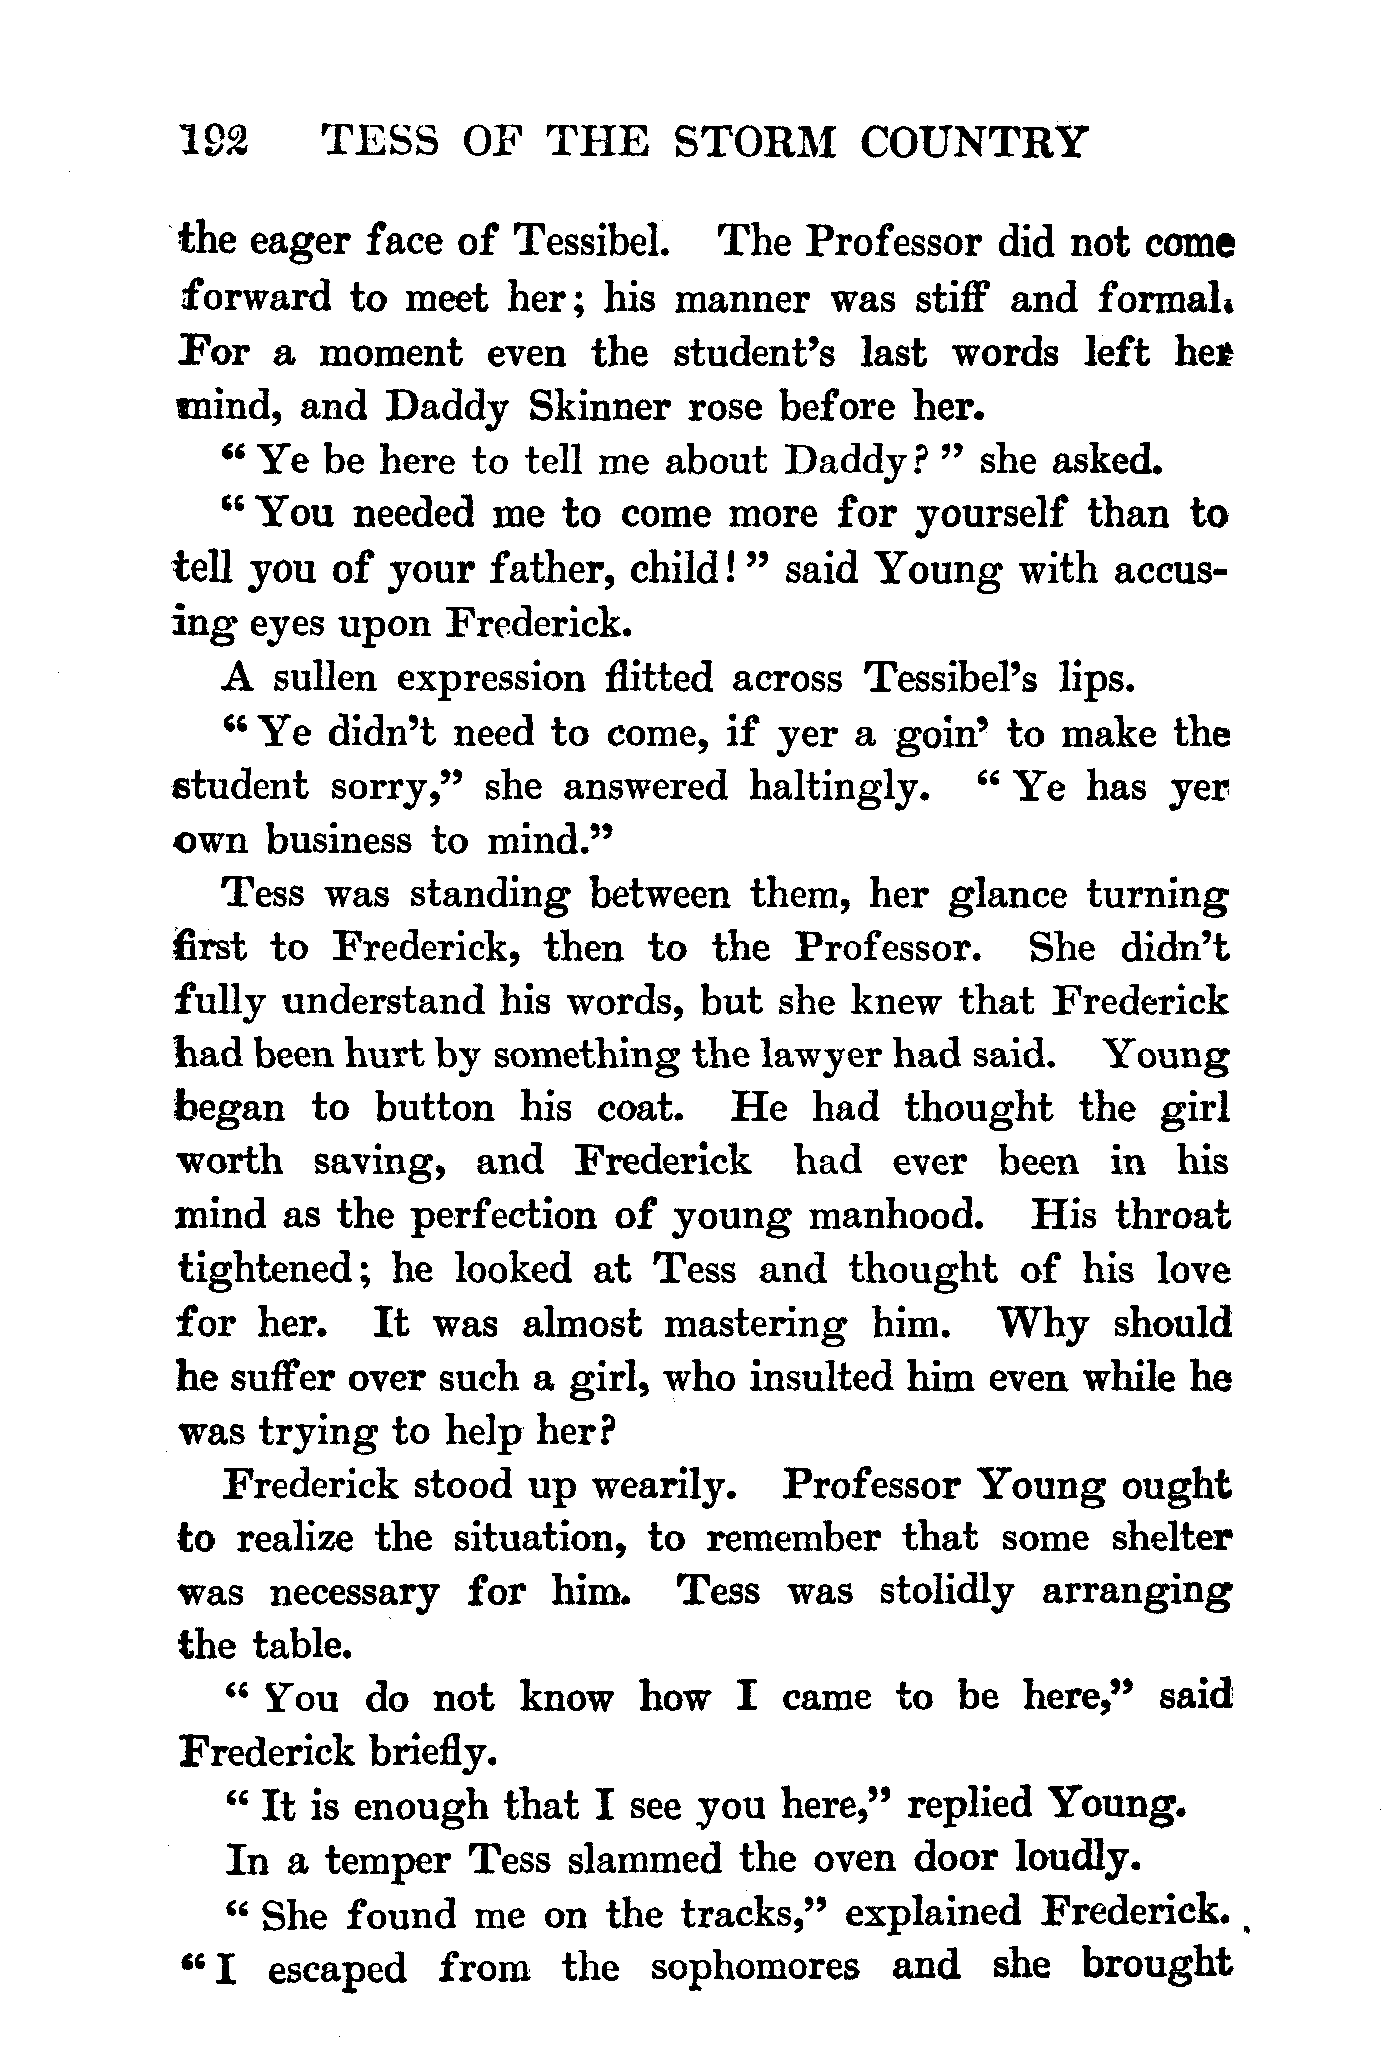 192 TESS OF THE STORM COUNTRY
the eager face of Tessibel. The Professor did not come
forward to meet her; his manner was stiff and formal.
For a moment even the student's last words left her
mind, and Daddy Skinner rose before her.
" Ye be here to tell me about Daddy? " she asked.
" You needed me to come more for yourself than to
tell you of your father, child! " said Young with accus-
ing eyes upon Frederick.
A sullen expression flitted across Tessibel's lips.
" Ye didn't need to come, if yer a goin' to make the
student sorry," she answered haltingly. " Ye has yer
own business to mind."
Tess was standing between them, her glance turning
first to Frederick, then to the Professor. She didn't
fully understand his words, but she knew that Frederick
had been hurt by something the lawyer had said. Young
began to button his coat. He had thought the girl
worth saving, and Frederick had ever been in his
mind as the perfection of young manhood. His throat
tightened; he looked at Tess and thought of his love
for her. It was almost mastering him. Why should
he suffer over such a girl, who insulted him even while he
was trying to help her?
Frederick stood up wearily. Professor Young ought
to realize the situation, to remember that some shelter
was necessary for him. Tess was stolidly arranging
the table.
" You do not know how I came to be here," said
Frederick briefly.
" It is enough that I see you here," replied Young.
In a temper Tess slammed the oven door loudly.
" She found me on the tracks," explained Frederick.
" I escaped from the sophomores and she brought